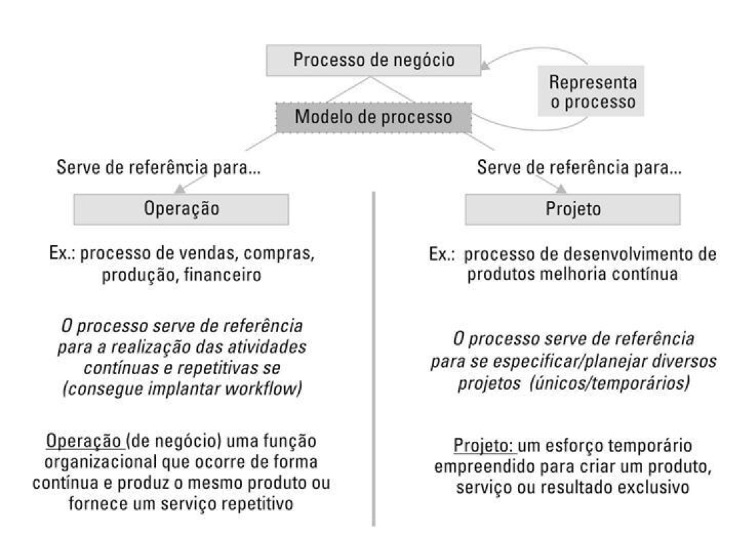 Processo de negócio
Representa
o processo
Modelo de processo
Serve de referência para...
Serve de referência para...
Operação
Projeto
Ex.: processo de vendas, compras,
produção, financeiro
Ex.: processo de desenvolvimento de
produtos melhoria contínua
O processo serve de referência
para a realização das atividades
contínuas e repetitivas se
(consegue implantar workflow)
O processo serve de referência
para se especificar/planejar diversos
projetos (únicos/temporários)
Operação (de negócio) uma função
organizacional que ocorre de forma
contínua e produz o mesmo produto ou
fornece um serviço repetitivo
Projeto: um esforço temporário
empreendido para criar um produto,
serviço ou resultado exclusivo